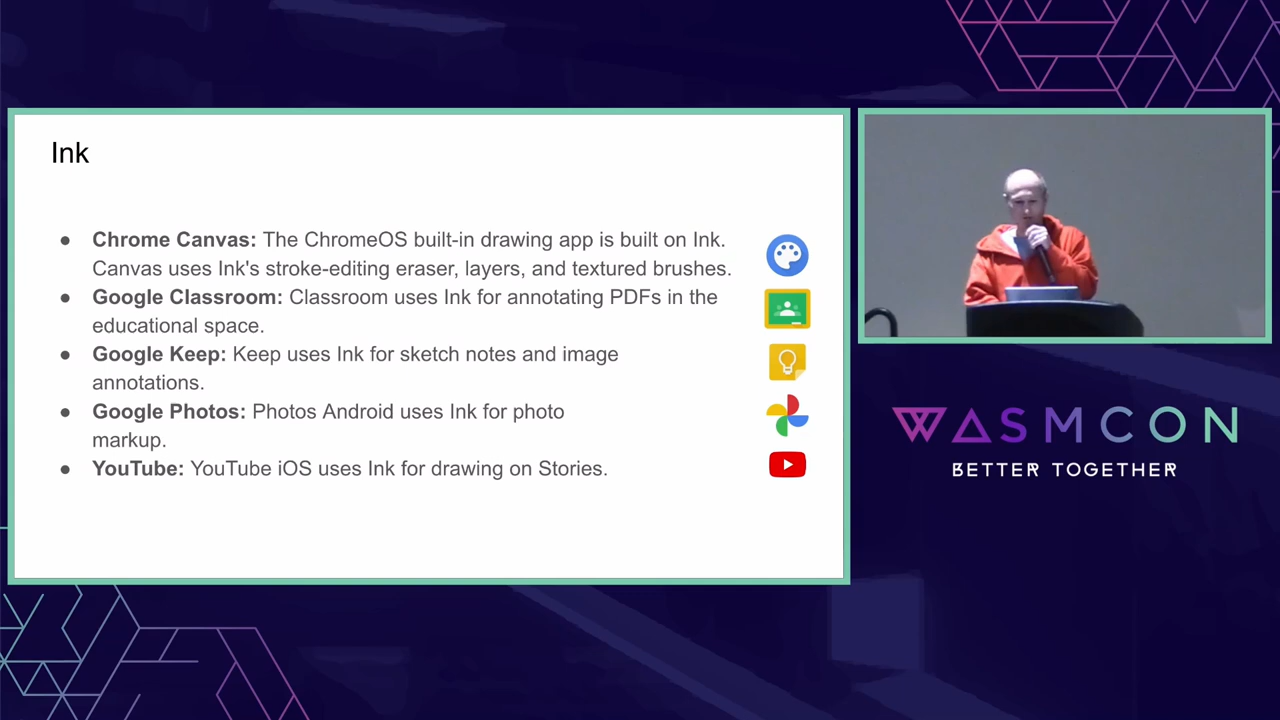 Ink
● Chrome Canvas: The ChromeOS built-in drawing app is built on Ink.
Canvas uses Ink's stroke-editing eraser, layers, and textured brushes.
● Google Classroom: Classroom uses Ink for annotating PDFs in the
educational space.
● Google Keep: Keep uses Ink for sketch notes and image
annotations.
● Google Photos: Photos Android uses Ink for photo
markup.
● YouTube: YouTube iOS uses Ink for drawing on Stories.
WASMCON
BETTER TOGETHER